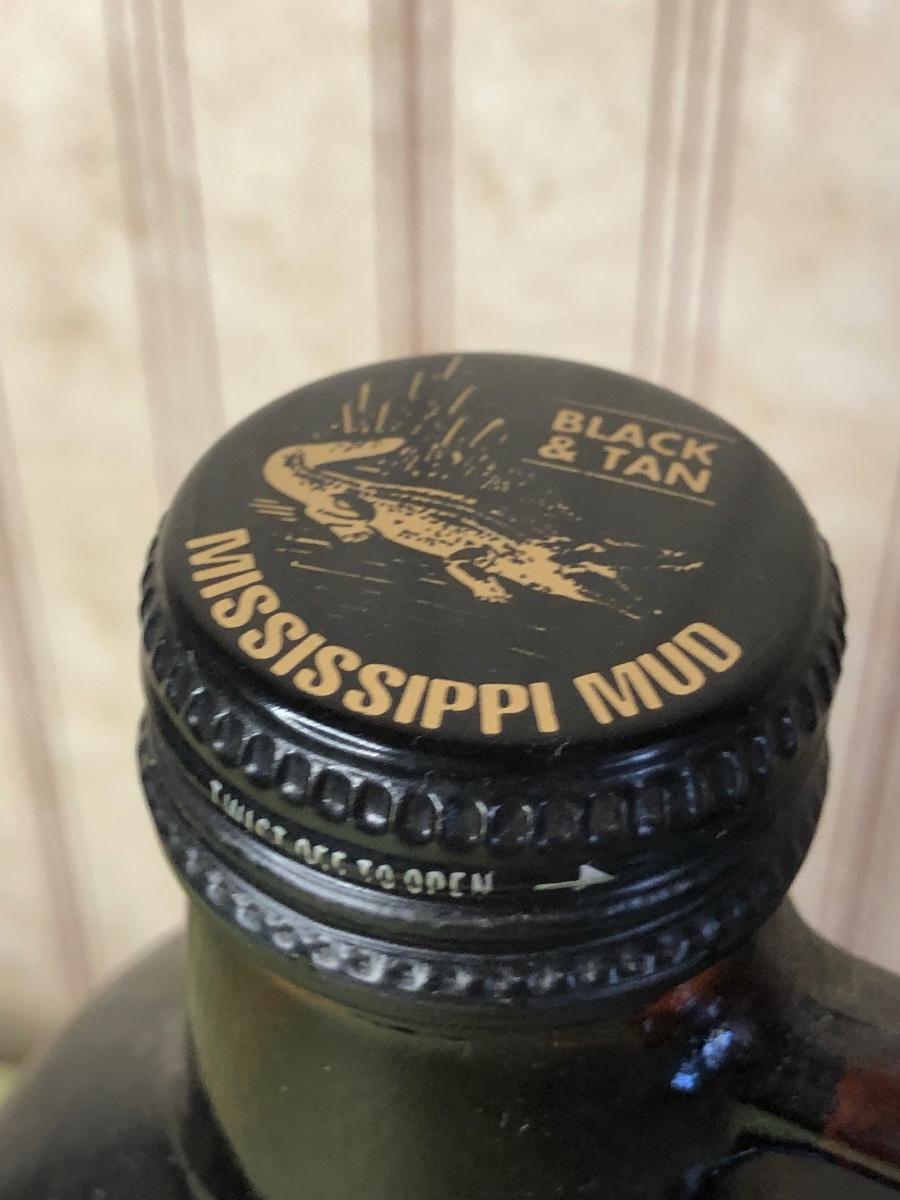 BLACK
& TAN
MISSISSIPPI MUD
TWIST OFF TO OPEN